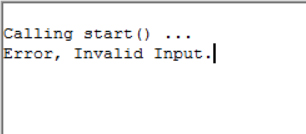 Calling start() ...
Error, Invalid Input.